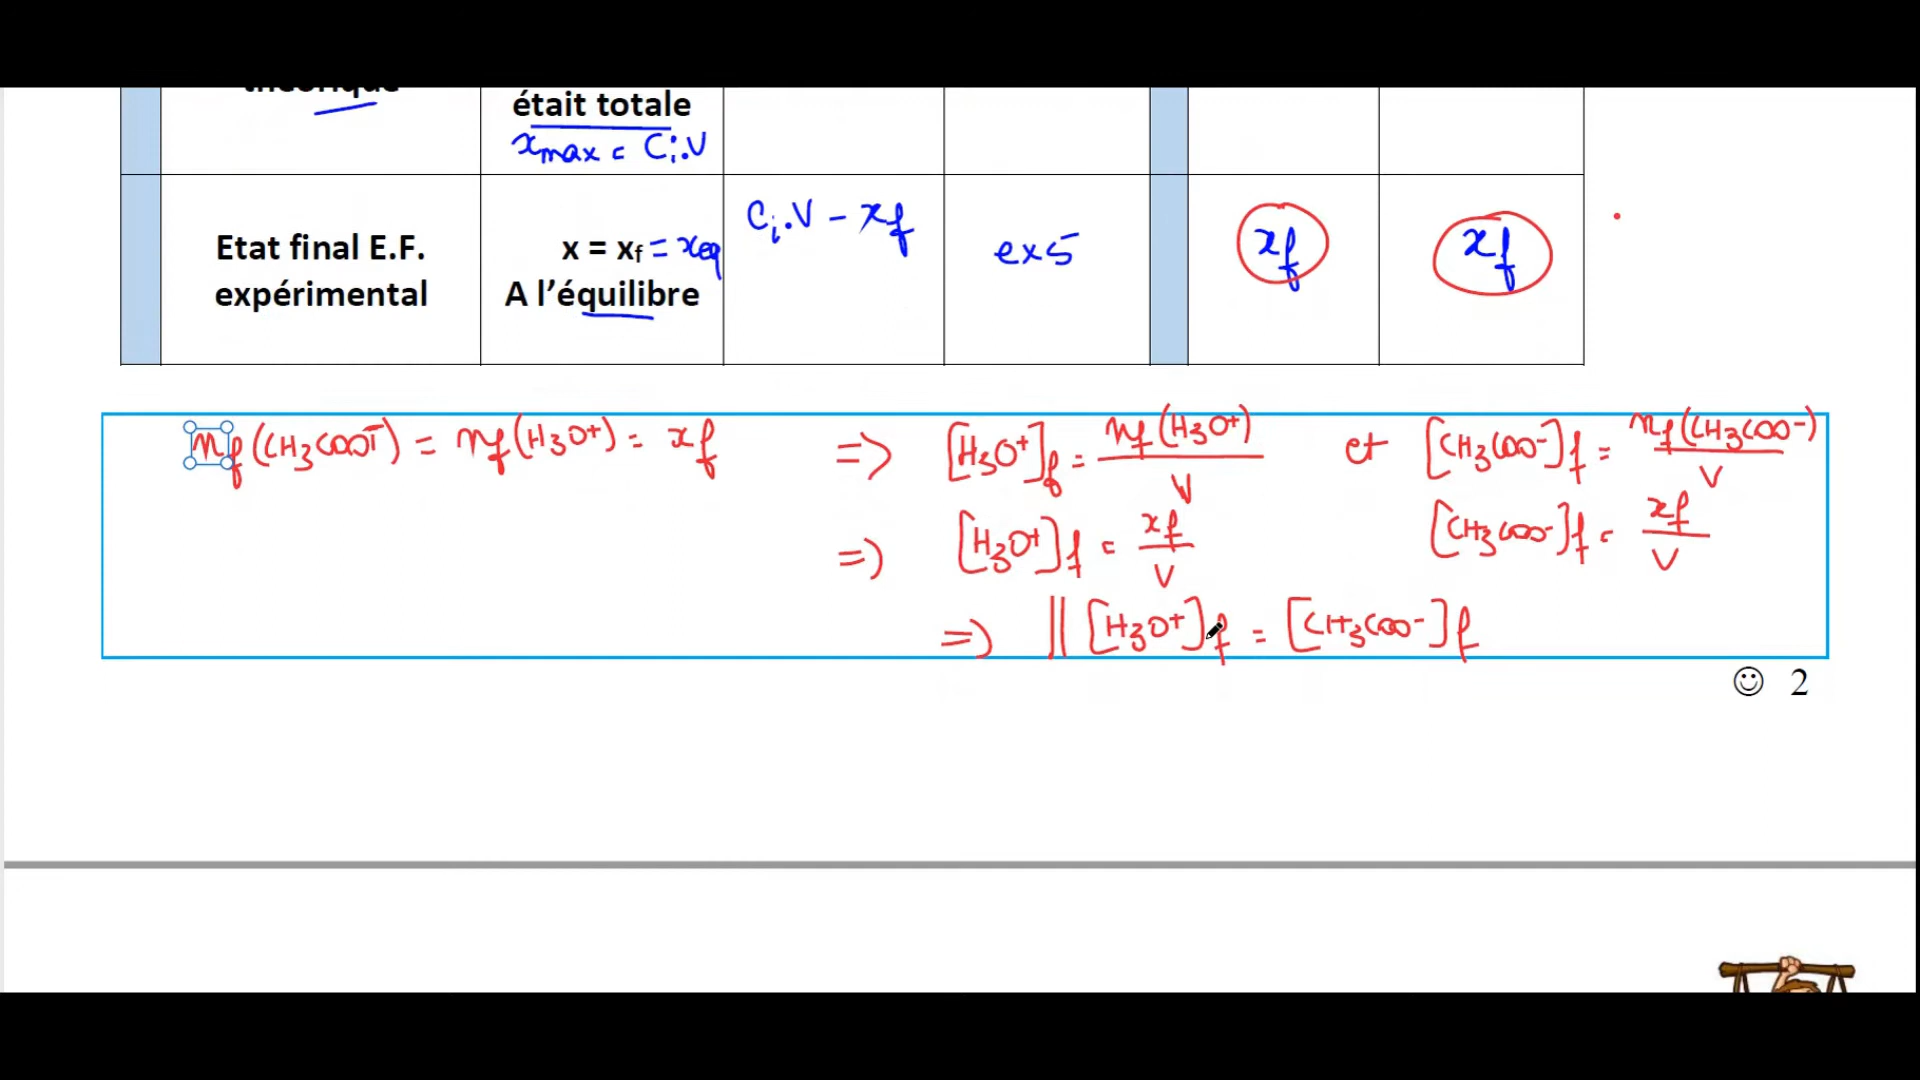 était totale
xmax = Ci.V
Etat final E.F.
expérimental
x = xf = xeq
A l'équilibre
Ci.V - xf
exs
xf
xf
nf(CH3COO-) = nf(H3O+) = xf => [H3O+]f = nf(H3O+)/V et [CH3COO-]f = nf(CH3COO-)/V
=> [H3O+]f = xf/V [CH3COO-]f = xf/V
=> || [H3O+]f = [CH3COO-]f
☺ 2